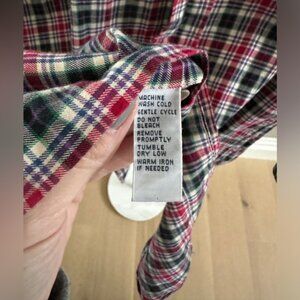 MACHINE
WASH COLD
GENTLE CYCLE
DO NOT
BLEACH
REMOVE
PROMPTLY
TUMBLE
DRY LOW
WARM IRON
IF NEEDED